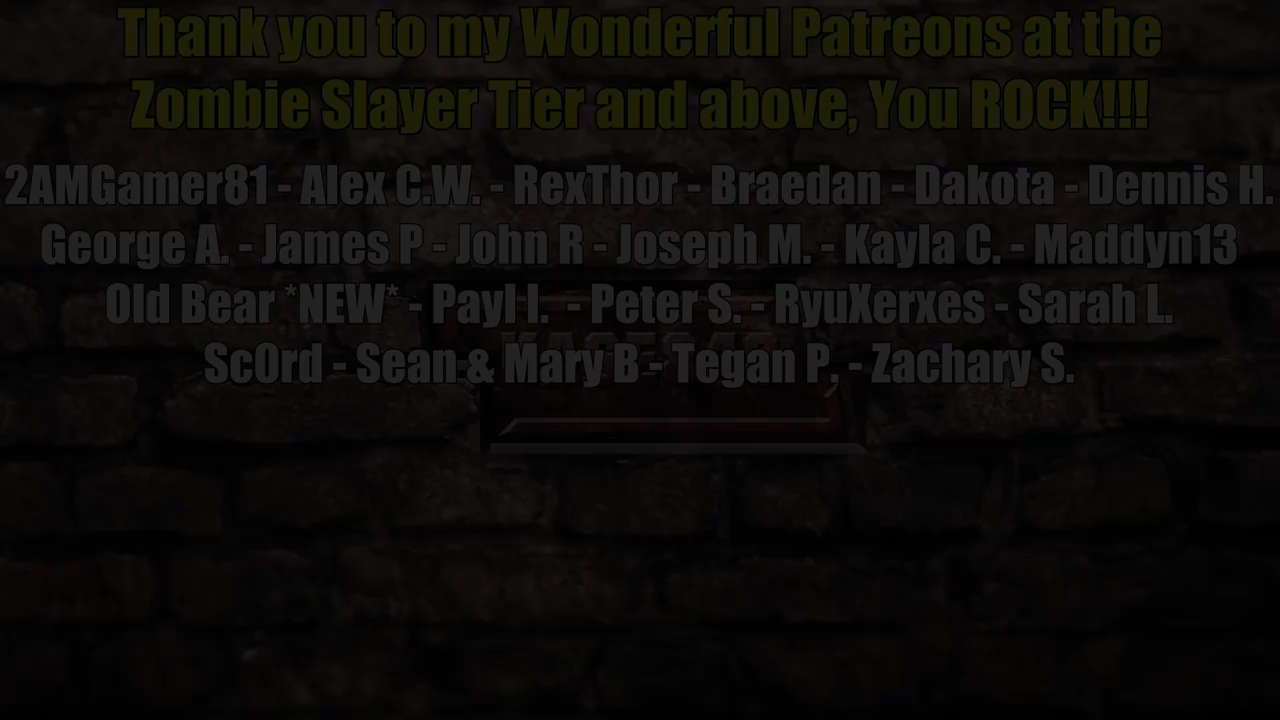 Thank you to my Wonderful Patreons at the
Zombie Slayer Tier and above, You ROCK!!!
2AMGamer81 - Alex C.W. - RexThor - Braedan - Dakota - Dennis H.
George A. - James P - John R - Joseph M. - Kayla C. - Maddyn13
Old Bear *NEW* - Payl I. - Peter S. - RyuXerxes - Sarah L.
Sc0rd - Sean & Mary B - Tegan P. - Zachary S.